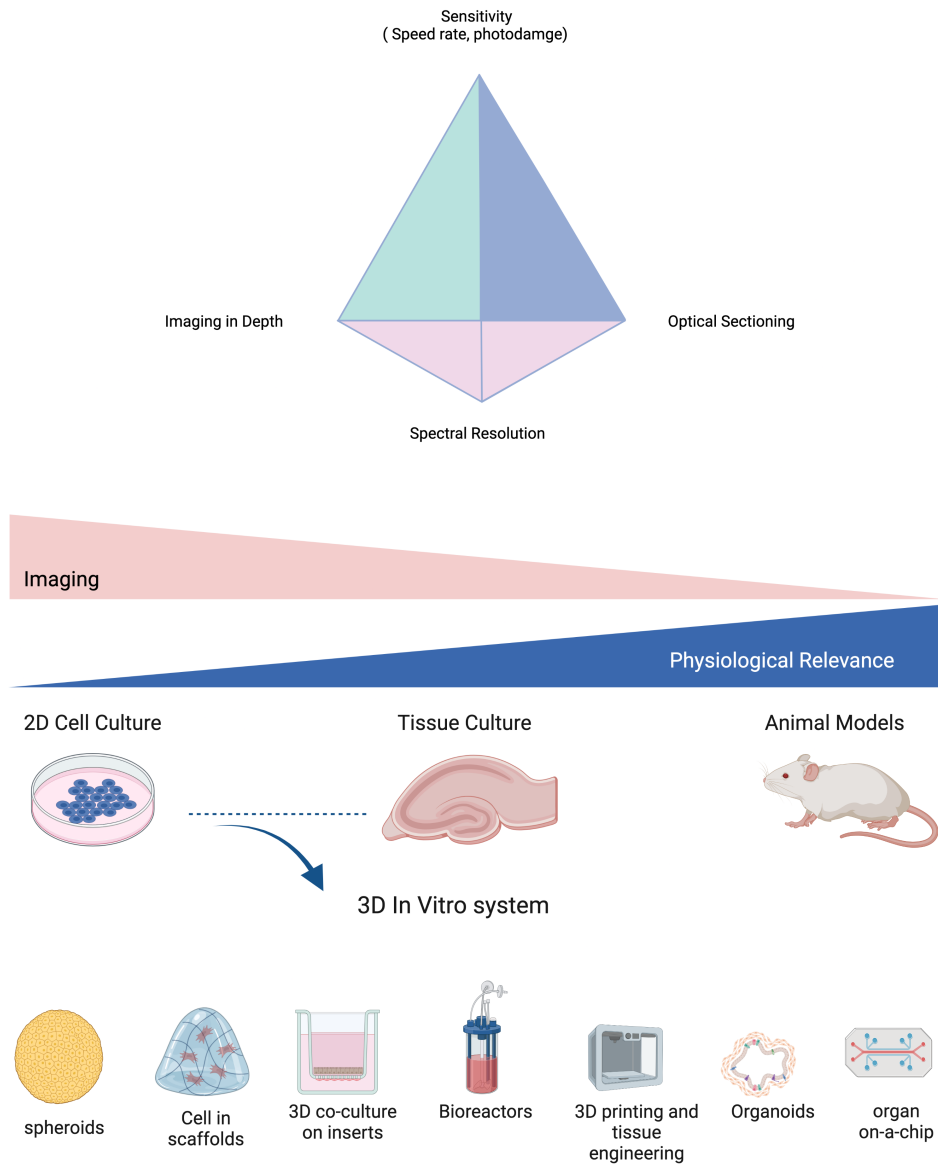 Sensitivity
( Speed rate, photodamge)
Imaging in Depth
Optical Sectioning
Spectral Resolution
Imaging
Physiological Relevance
2D Cell Culture
Tissue Culture
Animal Models
3D In Vitro system
spheroids
Cell in
scaffolds
3D co-culture
on inserts
Bioreactors
3D printing and
tissue
engineering
Organoids
organ
on-a-chip